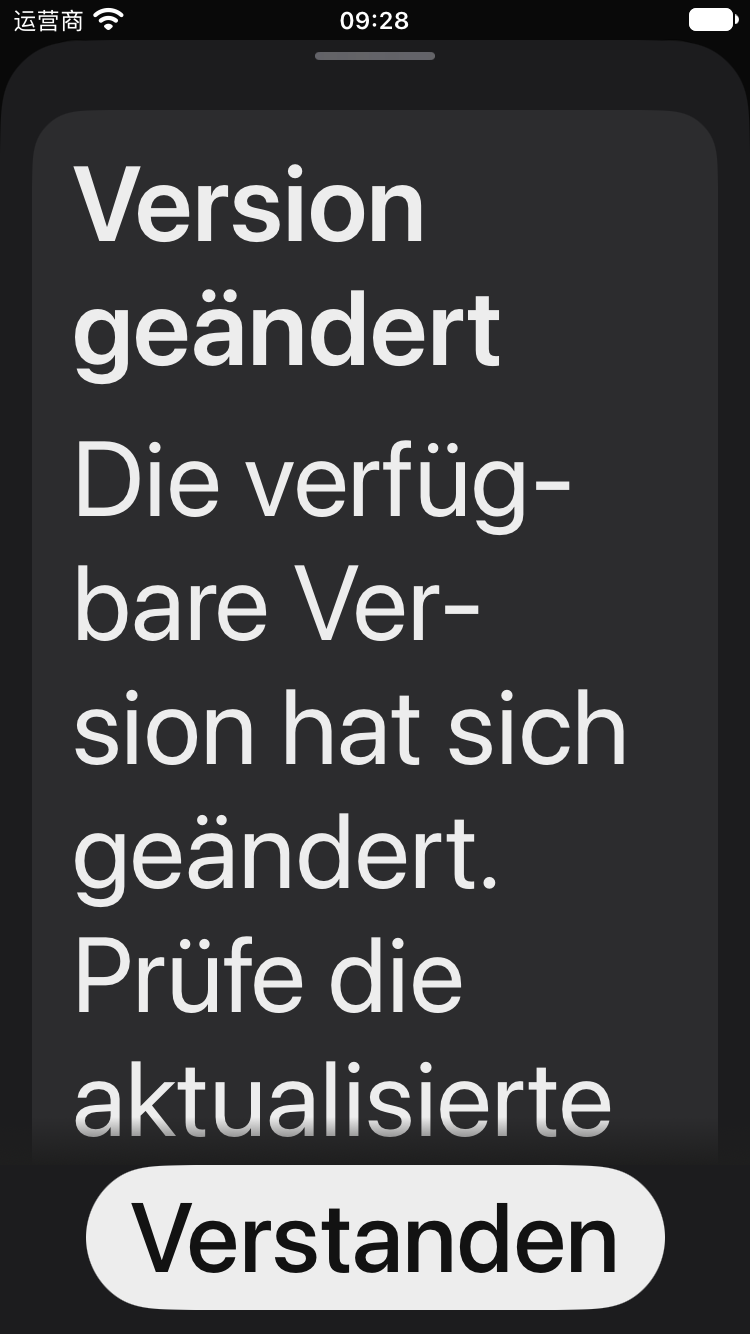 运营商 09:28
Version
geändert
Die verfüg-
bare Ver-
sion hat sich
geändert.
Prüfe die
aktualisierte
Verstanden